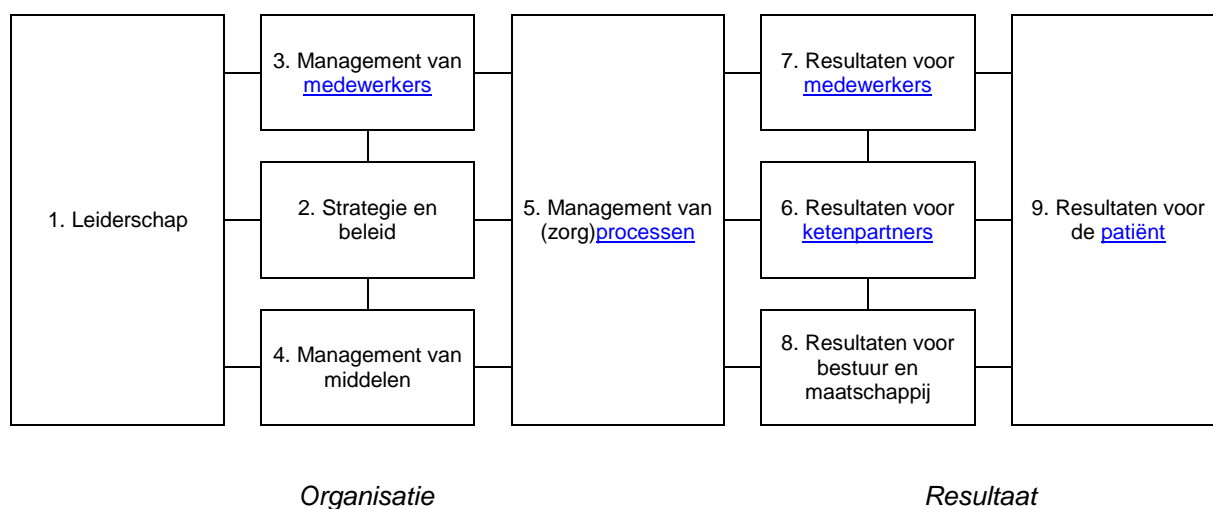 1. Leiderschap
3. Management van
medewerkers
2. Strategie en
beleid
4. Management van
middelen
5. Management van
(zorg)processen
7. Resultaten voor
medewerkers
6. Resultaten voor
ketenpartners
8. Resultaten voor
bestuur en
maatschappij
9. Resultaten voor
de patiënt
Organisatie
Resultaat